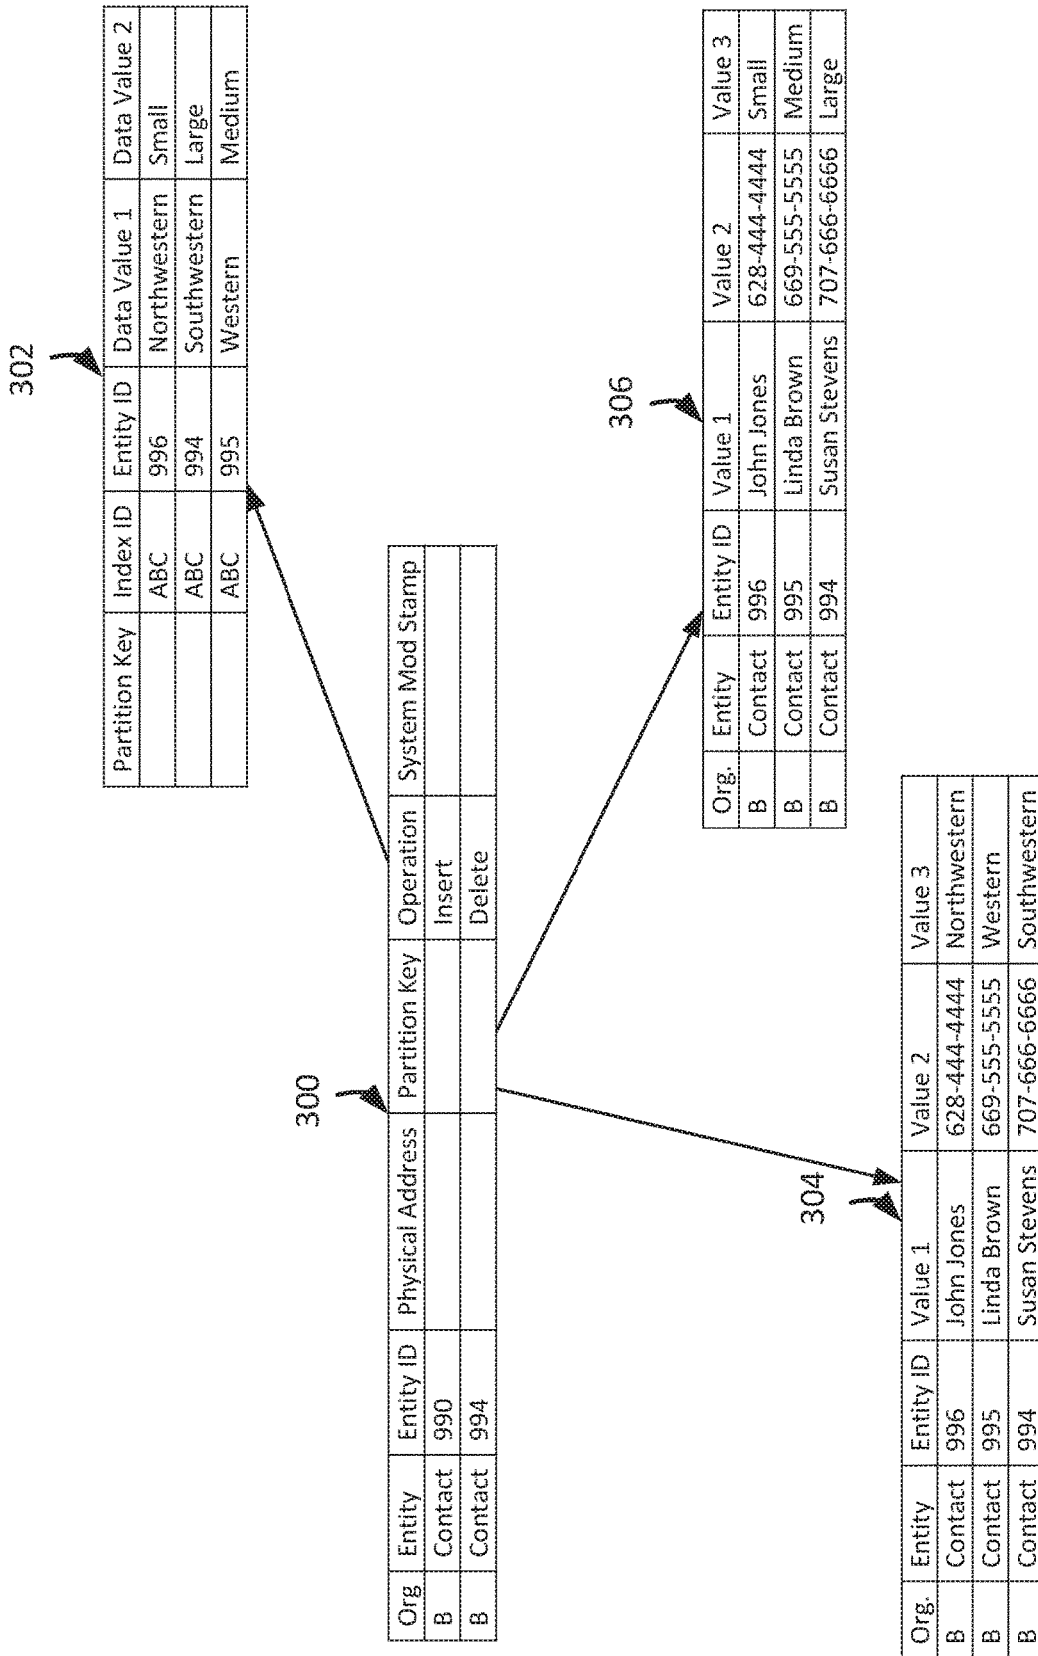 302
Partition Key Index ID Entity ID Data Value 1 Data Value 2
ABC 996 Northwestern Small
ABC 994 Southwestern Large
ABC 995 Western Medium
300
Org Entity Entity ID Physical Address Partition Key Operation System Mod Stamp
B Contact 990 Insert
B Contact 994 Delete
306
Org. Entity Entity ID Value 1 Value 2 Value 3
B Contact 996 John Jones 628-444-4444 Small
B Contact 995 Linda Brown 669-555-5555 Medium
B Contact 994 Susan Stevens 707-666-6666 Large
304
Org. Entity Entity ID Value 1 Value 2 Value 3
B Contact 996 John Jones 628-444-4444 Northwestern
B Contact 995 Linda Brown 669-555-5555 Western
B Contact 994 Susan Stevens 707-666-6666 Southwestern